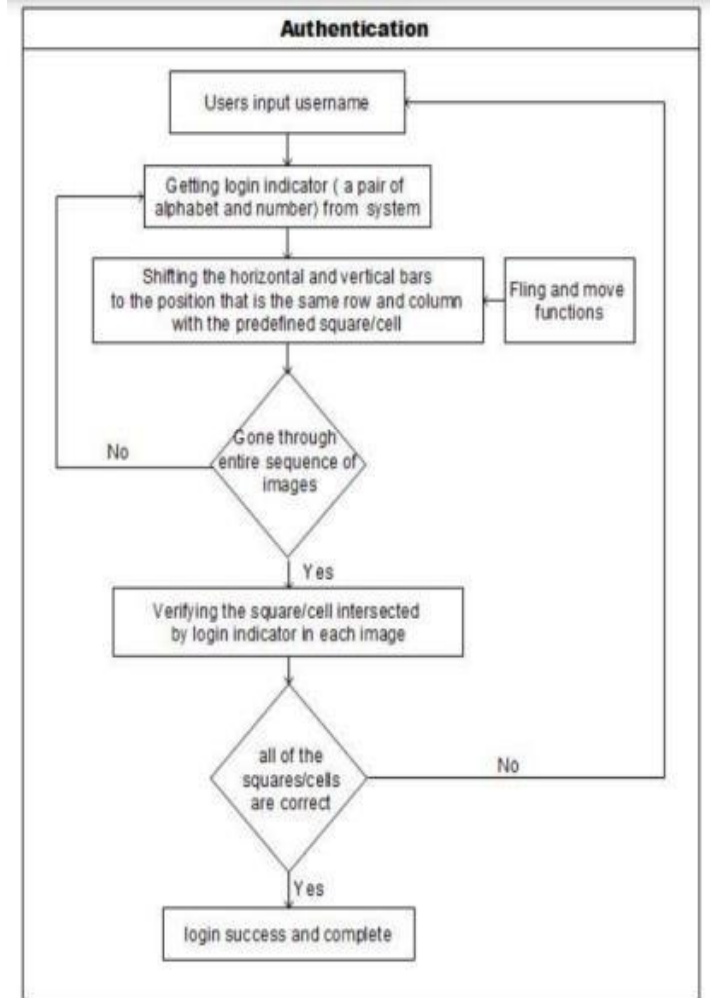 Authentication
Users input username
Getting login indicator ( a pair of
alphabet and number) from system
Shifting the horizontal and vertical bars
to the position that is the same row and column
with the predefined square/cell
Fling and move
functions
Gone through
entire sequence of
images
No
Yes
Verifying the square/cell intersected
by login indicator in each image
all of the
squares/cells
are correct
No
Yes
login success and complete